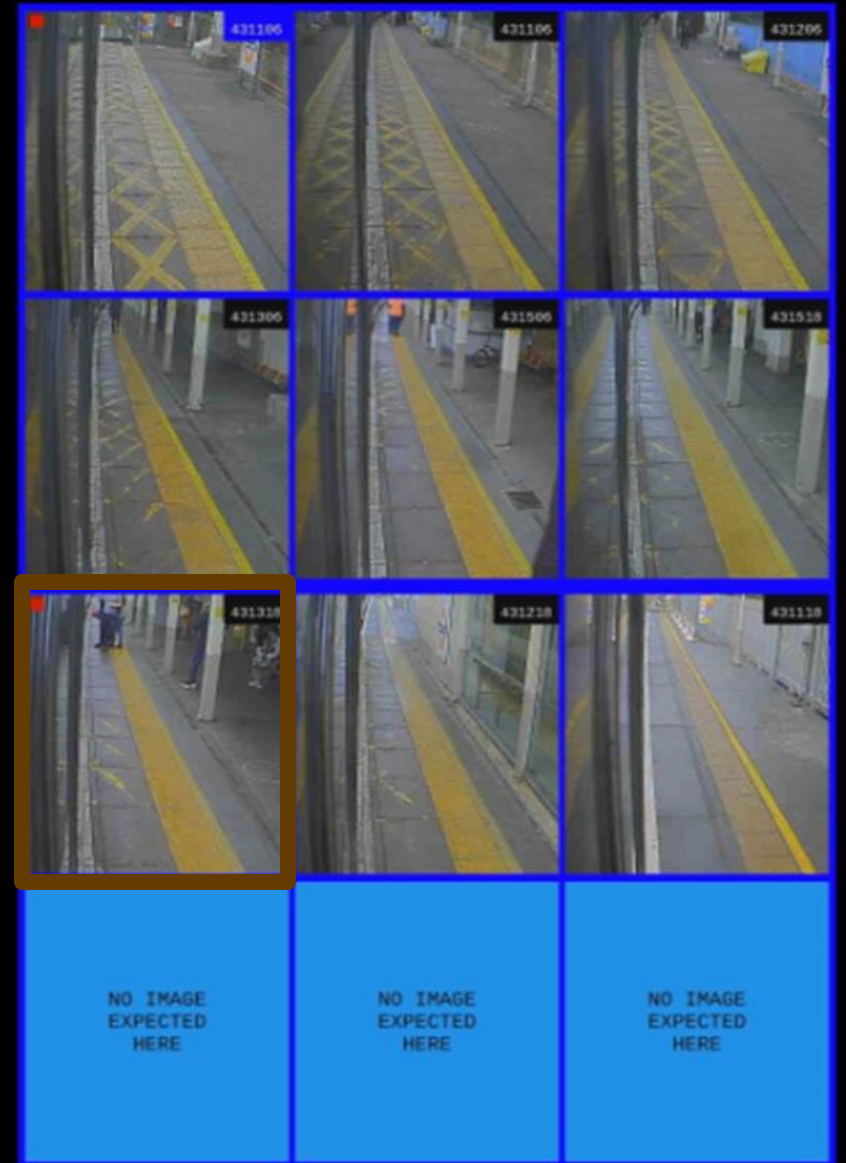 431106
431106
431206
431306
431506
431518
431318
431218
431118
NO IMAGE
EXPECTED
HERE
NO IMAGE
EXPECTED
HERE
NO IMAGE
EXPECTED
HERE